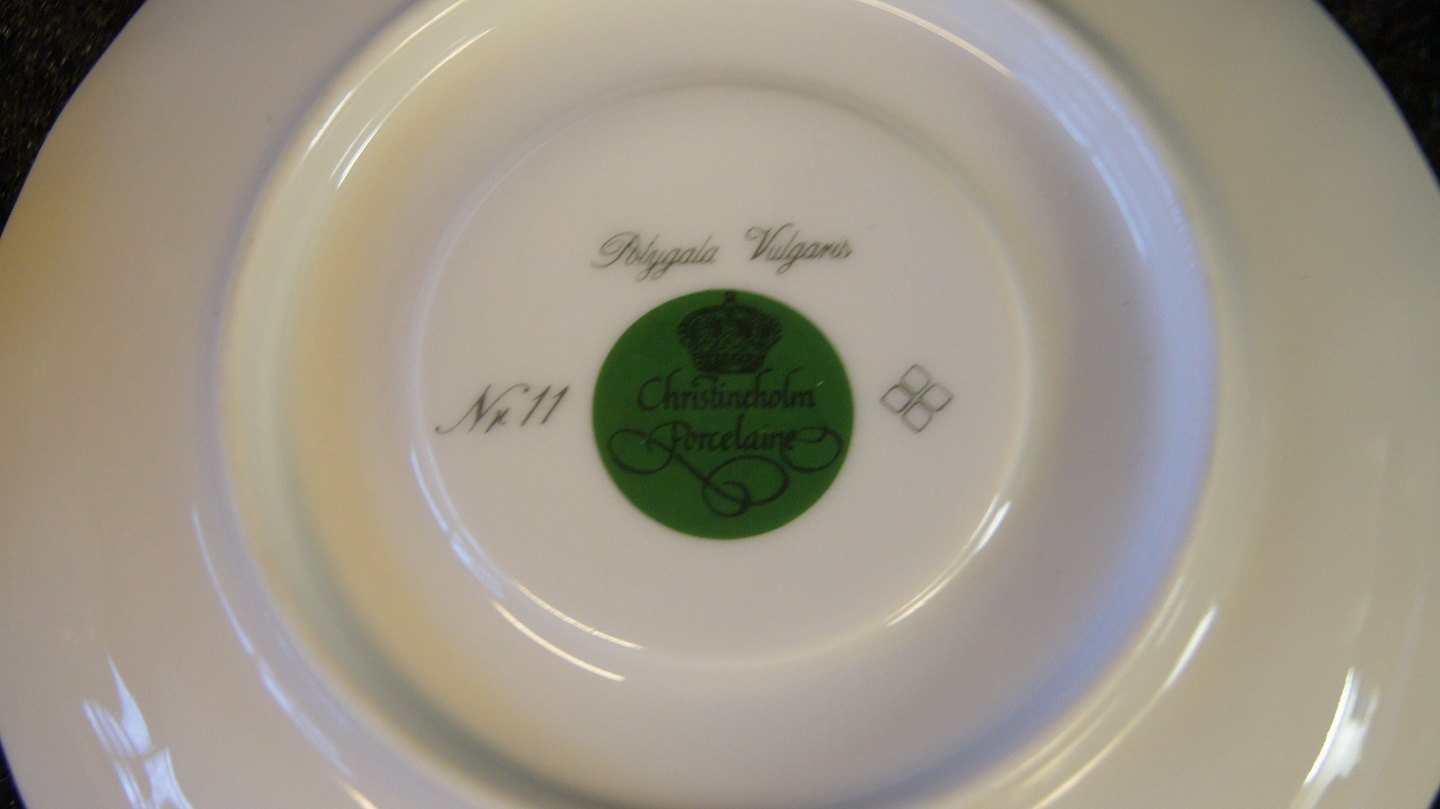 Polygala Vulgaris
Nr. 11
Christineholm
Porcelaine